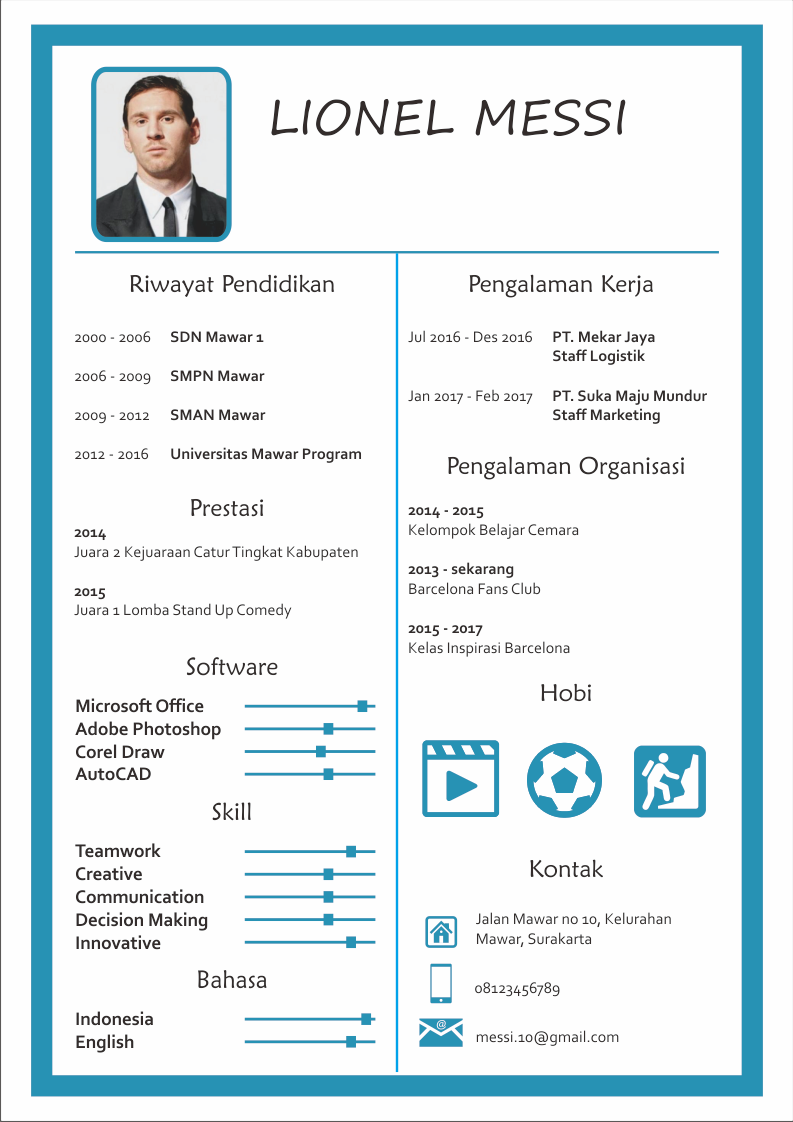 LIONEL MESSI
Riwayat Pendidikan
2000 - 2006 SDN Mawar 1
2006 - 2009 SMPN Mawar
2009 - 2012 SMAN Mawar
2012 - 2016 Universitas Mawar Program
Prestasi
2014
Juara 2 Kejuaraan Catur Tingkat Kabupaten
2015
Juara 1 Lomba Stand Up Comedy
Software
Microsoft Office
Adobe Photoshop
Corel Draw
AutoCAD
Skill
Teamwork
Creative
Communication
Decision Making
Innovative
Bahasa
Indonesia
English
Pengalaman Kerja
Jul 2016 - Des 2016 PT. Mekar Jaya
Staff Logistik
Jan 2017 - Feb 2017 PT. Suka Maju Mundur
Staff Marketing
Pengalaman Organisasi
2014 - 2015
Kelompok Belajar Cemara
2013 - sekarang
Barcelona Fans Club
2015 - 2017
Kelas Inspirasi Barcelona
Hobi
Kontak
Jalan Mawar no 10, Kelurahan
Mawar, Surakarta
08123456789
@
messi.10@gmail.com